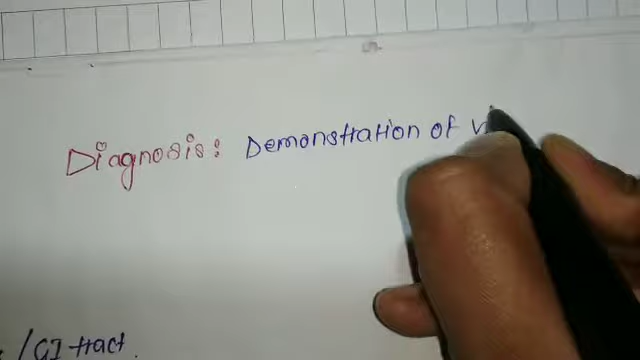 Diagnosis: Demonstration of
/GI tract.